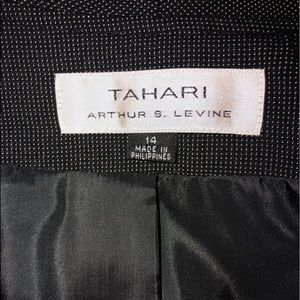 TAHARI
ARTHUR S. LEVINE
14
MADE IN
PHILIPPINES